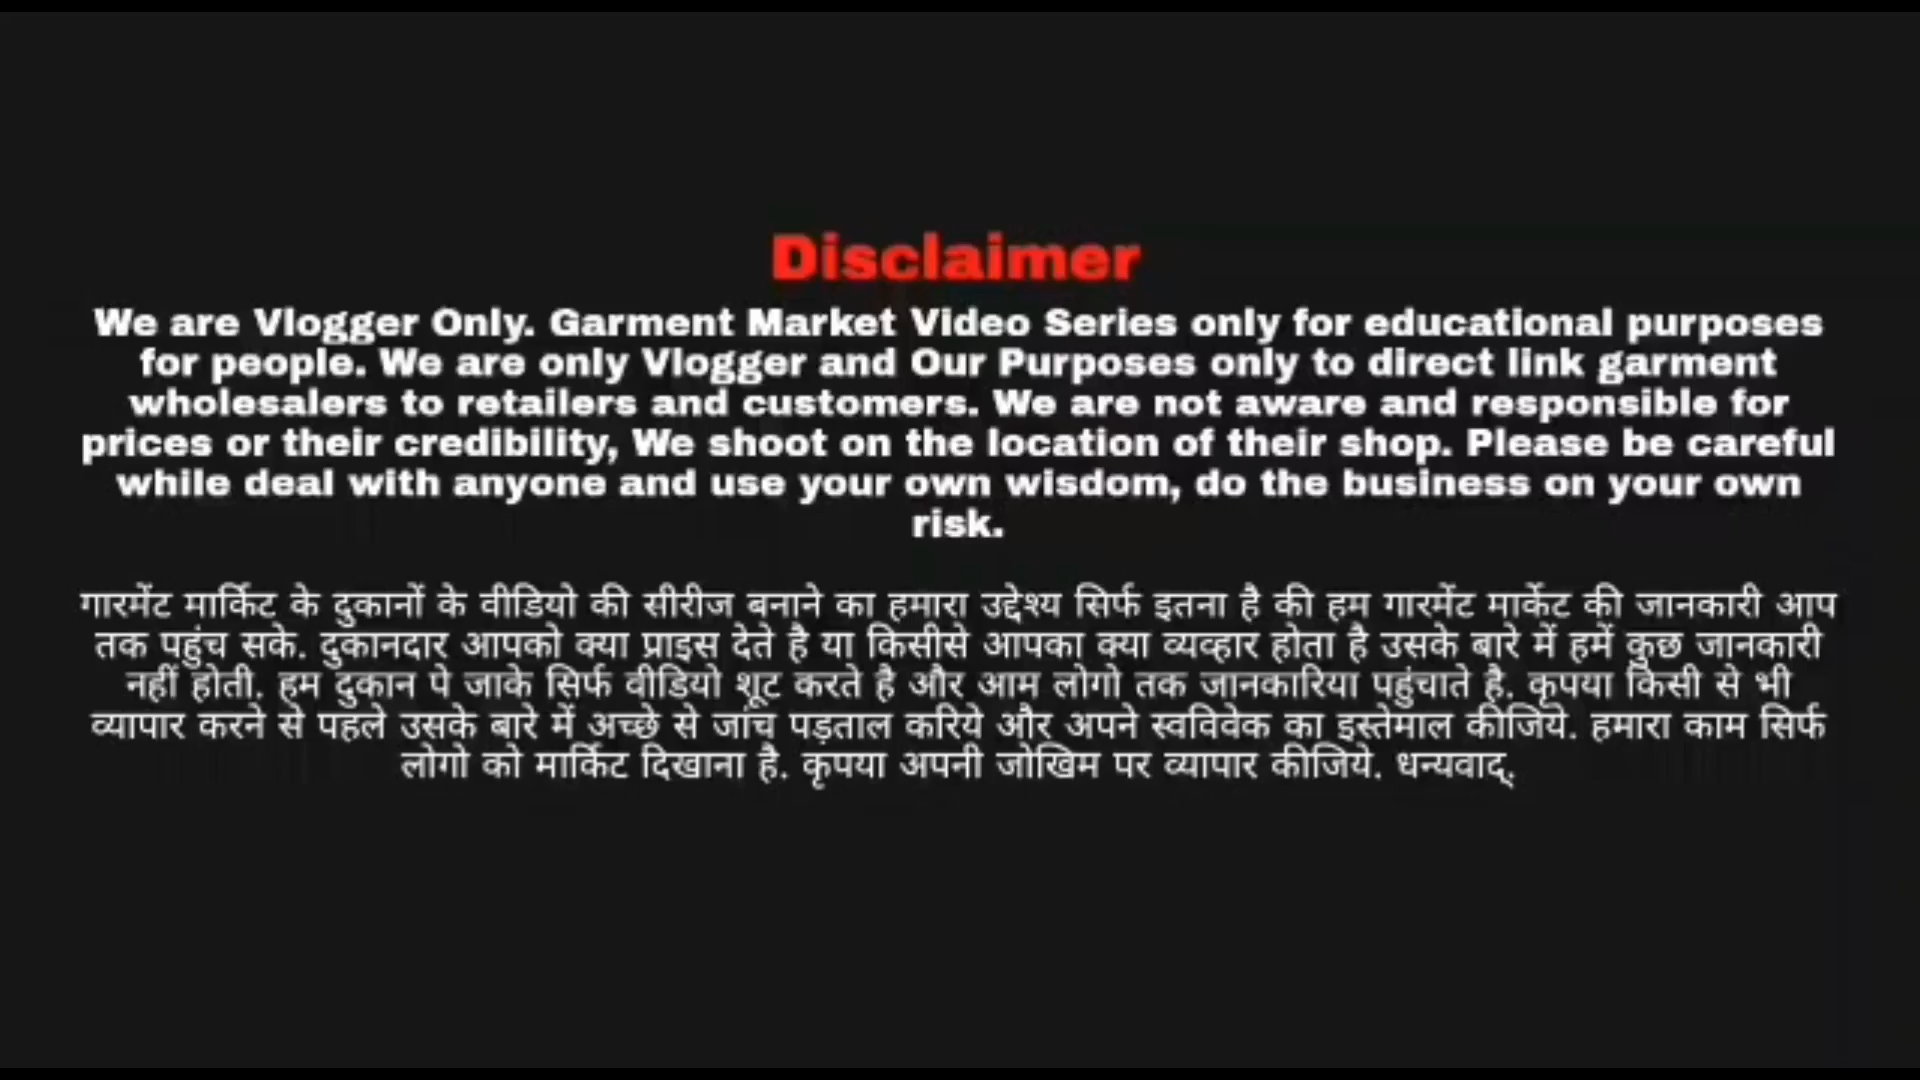 Disclaimer
We are Vlogger Only. Garment Market Video Series only for educational purposes
for people. We are only Vlogger and Our Purposes only to direct link garment
wholesalers to retailers and customers. We are not aware and responsible for
prices or their credibility, We shoot on the location of their shop. Please be careful
while deal with anyone and use your own wisdom, do the business on your own
risk.
गारमेंट मार्किट के दुकानों के वीडियो की सीरीज बनाने का हमारा उद्देश्य सिर्फ इतना है की हम गारमेंट मार्केट की जानकारी आप
तक पहुंच सके. दुकानदार आपको क्या प्राइस देते है या किसीसे आपका क्या व्यव्हार होता है उसके बारे में हमें कुछ जानकारी
नहीं होती. हम दुकान पे जाके सिर्फ वीडियो शूट करते है और आम लोगो तक जानकारिया पहुंचाते है. कृपया किसी से भी
व्यापार करने से पहले उसके बारे में अच्छे से जांच पड़ताल करिये और अपने स्वविवेक का इस्तेमाल कीजिये. हमारा काम सिर्फ
लोगो को मार्किट दिखाना है. कृपया अपनी जोखिम पर व्यापार कीजिये. धन्यवाद्.